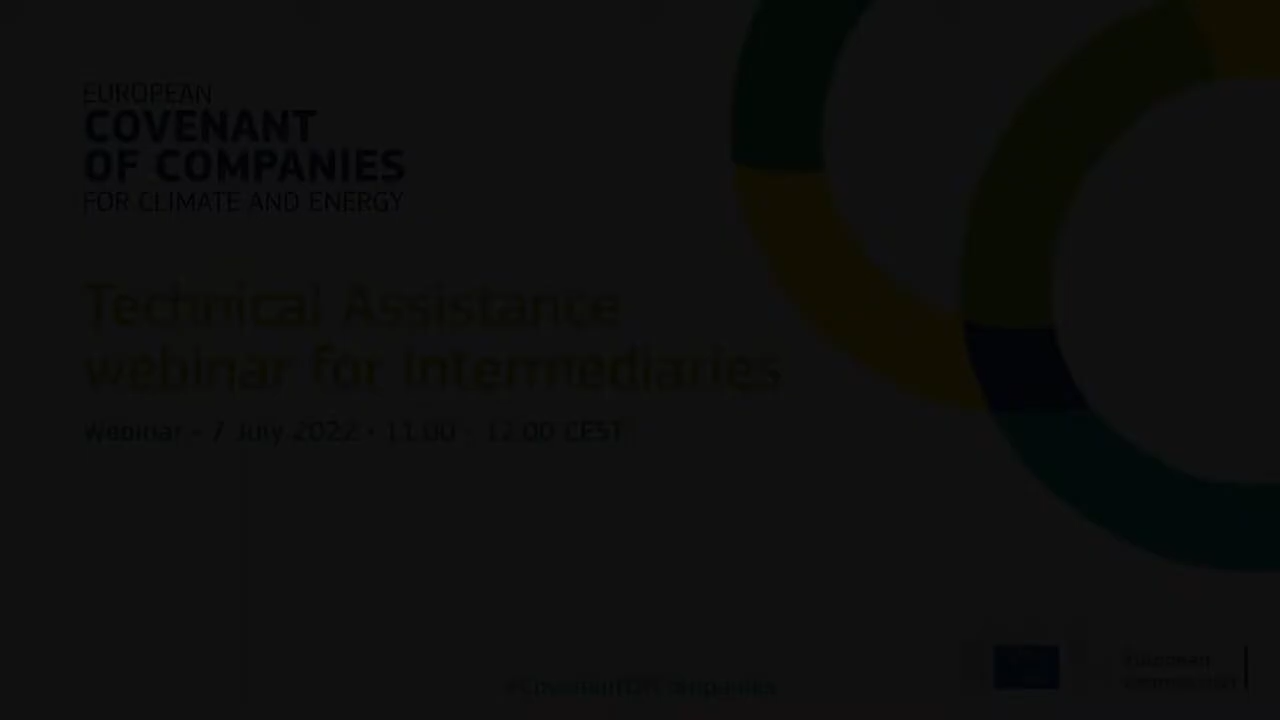 EUROPEAN
COVENANT
OF COMPANIES
FOR CLIMATE AND ENERGY
Technical Assistance
webinar for Intermediaries
Webinar - 7 July 2022 · 11:00 - 12:00 CEST
#CovenantOfCompanies
European
Commission